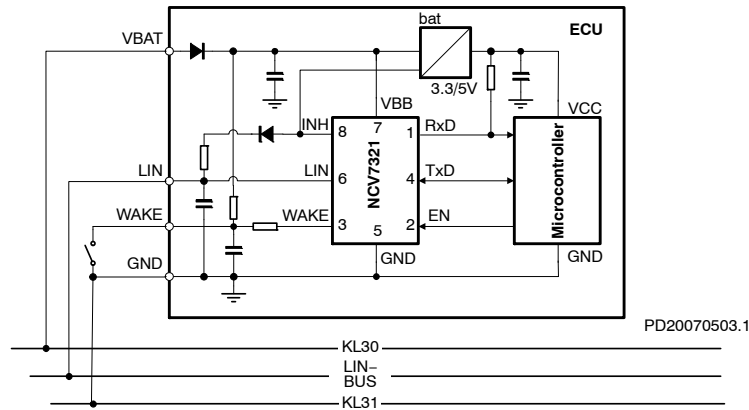 bat
ECU
VBAT
3.3/5V
VBB
VCC
INH
8
7
1
RxD
LIN
LIN
6
NCV7321
4
TxD
Microcontroller
WAKE
WAKE
3
5
2
EN
GND
GND
GND
PD20070503.1
KL30
LIN−
BUS
KL31